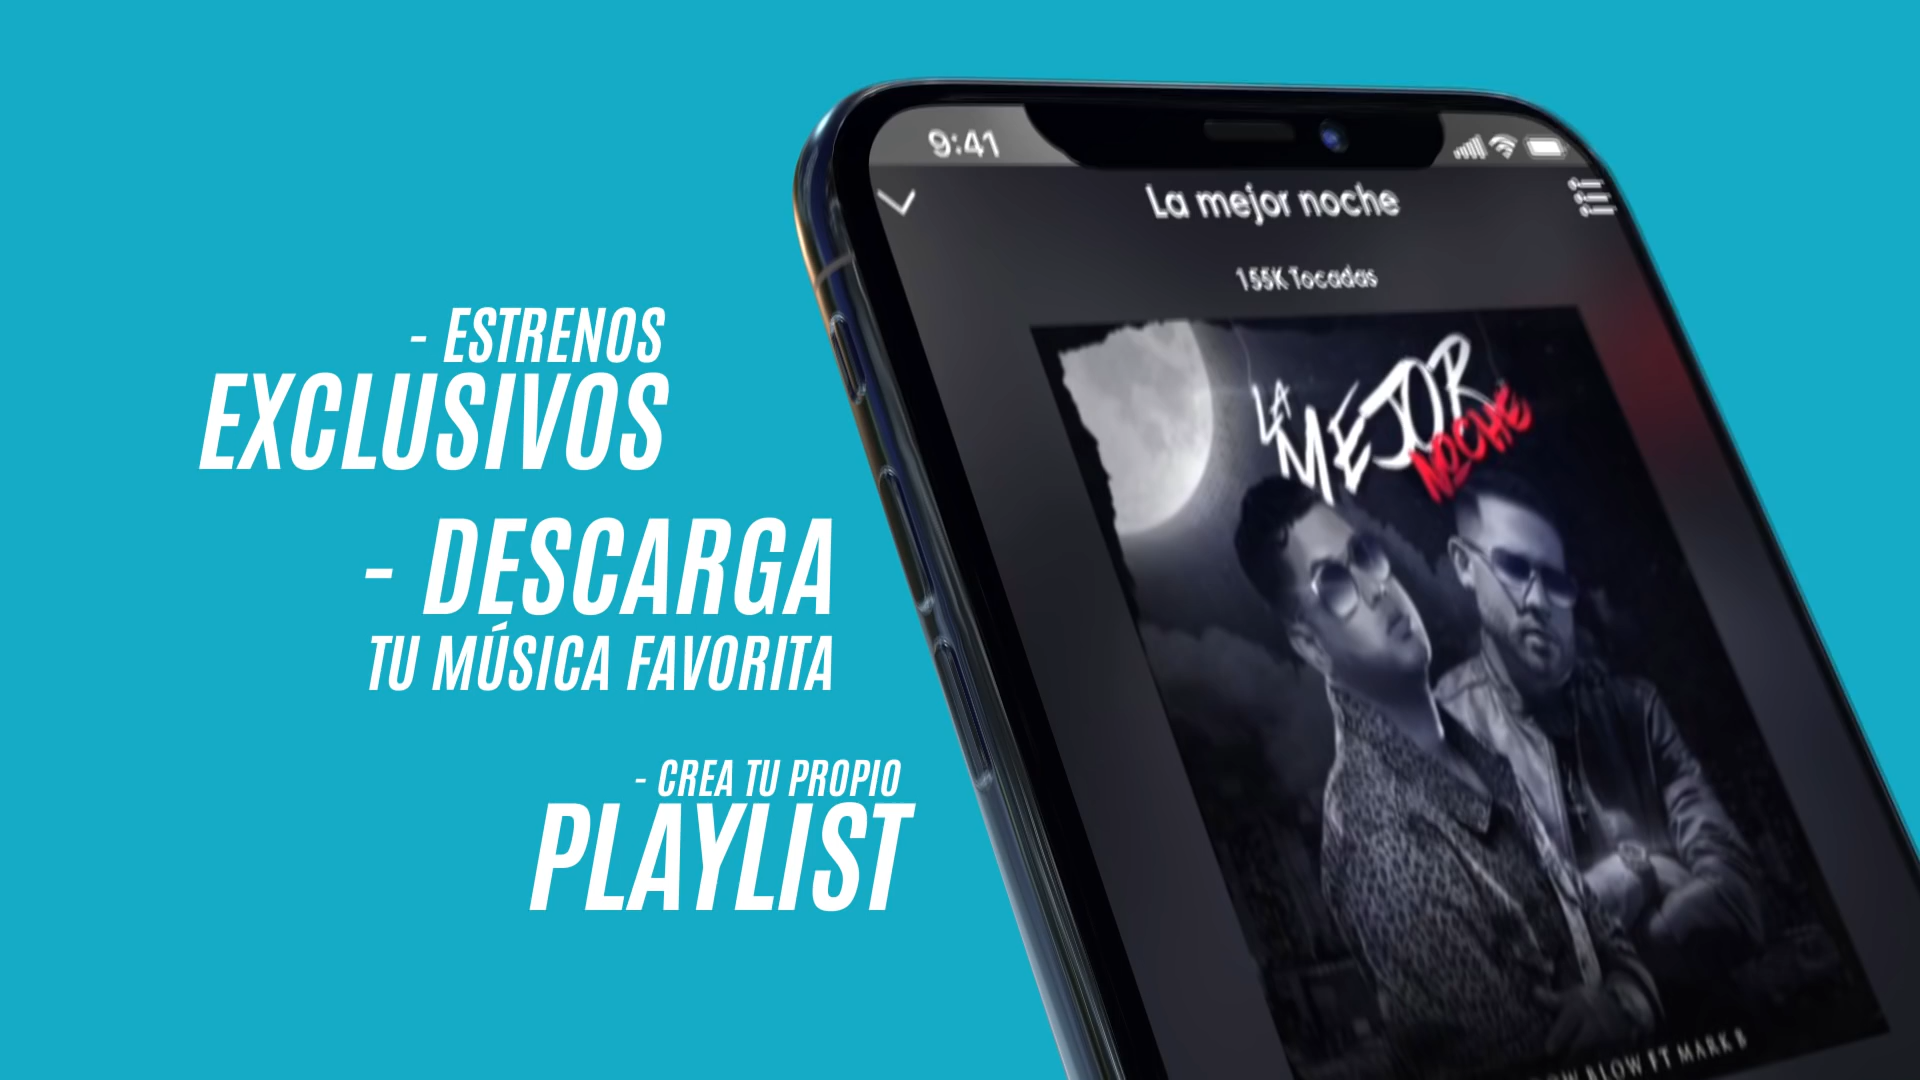 - ESTRENOS
EXCLUSIVOS
- DESCARGA
TU MÚSICA FAVORITA
- CREA TU PROPIO
PLAYLIST
9:41
La mejor noche
155K Tocadas
LA
MEJOR
NOCHE
BLOW FT MARK B